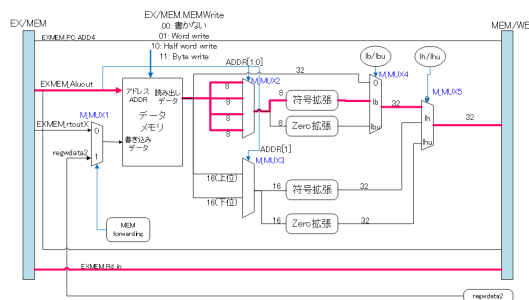 EX/MEM
EX/MEM.MEMWrite
MEM/WE
00: 書かない
01: Word write
10: Half word write
11: Byte write
EXMEM.PC.ADD4
ADDR[1:0]
32
lb/lbu
lh/lhu
EXMEM.Aluout
アドレス 読み出し
ADDR データ
M.MUX2
M.MUX4
M.MUX5
8
8
8
8
8
8
符号拡張
Zero拡張
0
lb
lbu
32
lh
lhu
32
M.MUX1
データ
メモリ
EXMEM_rtoutX
0
1
書き込み
データ
regwdata2
ADDR[1]
M.MUX3
16(上位)
16(下位)
16
符号拡張
32
16
Zero拡張
32
MEM
forwarding
EXMEM.Rd_in
regwdata2